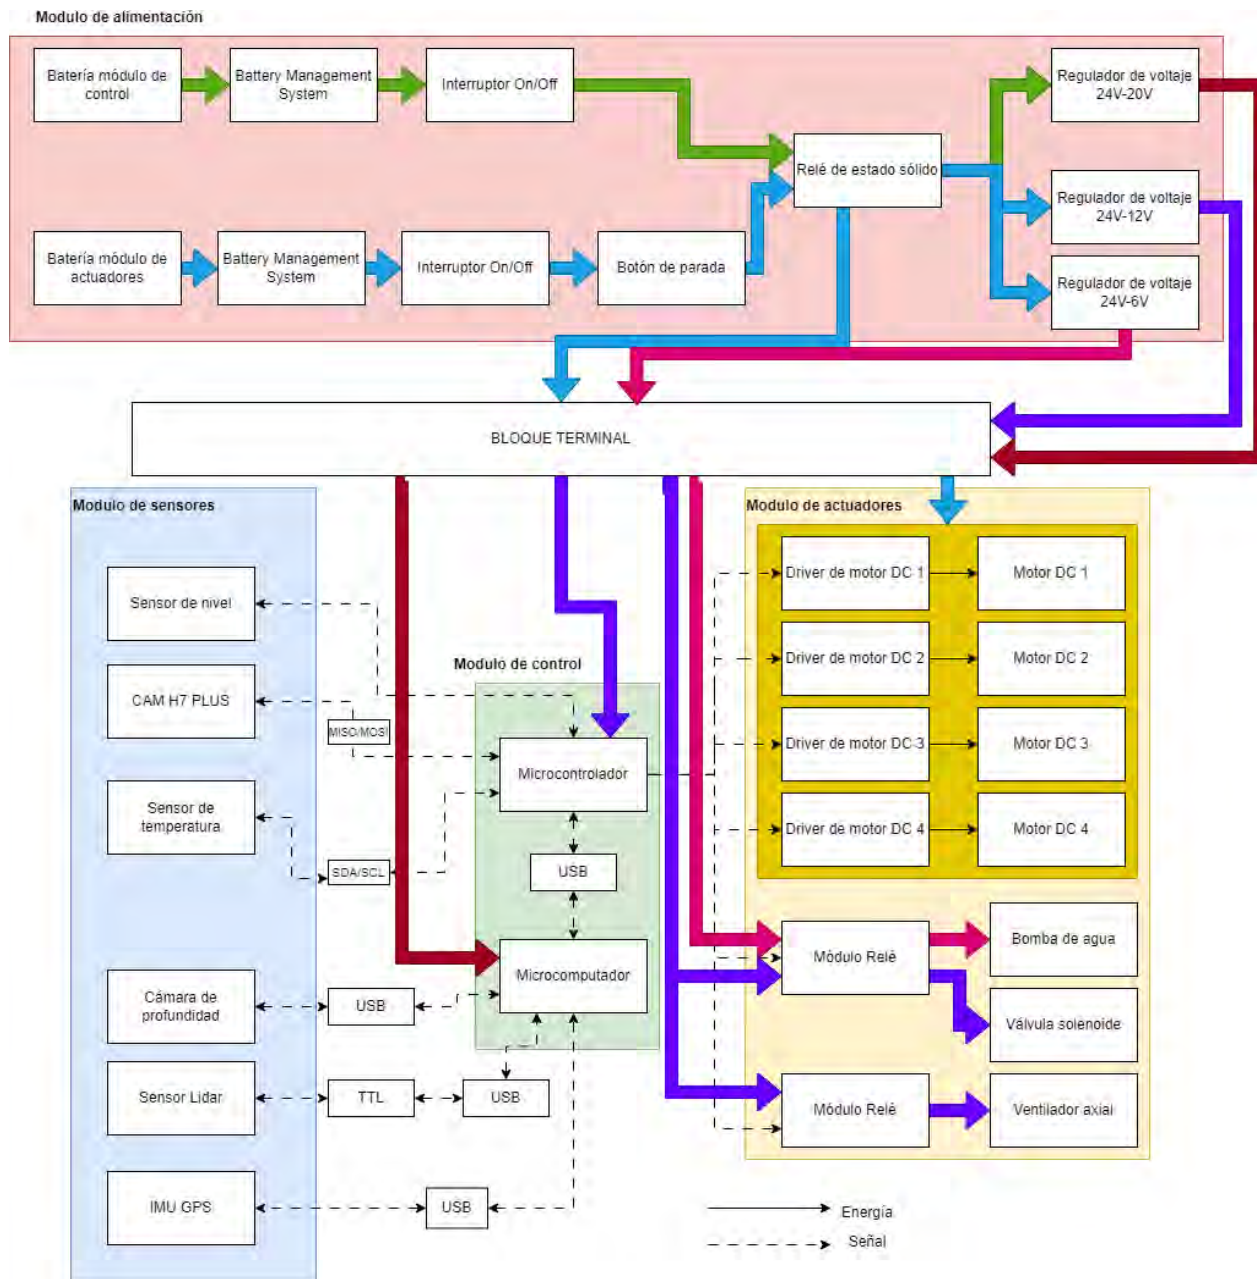 Modulo de alimentación
Batería módulo de
control
Battery Management
System
Interruptor On/Off
Regulador de voltaje
24V-20V
Relé de estado sólido
Regulador de voltaje
24V-12V
Batería módulo de
actuadores
Battery Management
System
Interruptor On/Off
Botón de parada
Regulador de voltaje
24V-6V
BLOQUE TERMINAL
Modulo de sensores
Sensor de nivel
CAM H7 PLUS
MISO/MOSI
Sensor de
temperatura
SDA/SCL
Cámara de
profundidad
USB
Sensor Lidar
TTL
USB
IMU GPS
USB
Modulo de control
Microcontrolador
USB
Microcomputador
Modulo de actuadores
Driver de motor DC 1
Motor DC 1
Driver de motor DC 2
Motor DC 2
Driver de motor DC 3
Motor DC 3
Driver de motor DC 4
Motor DC 4
Módulo Relé
Bomba de agua
Válvula solenoide
Módulo Relé
Ventilador axial
Energía
Señal